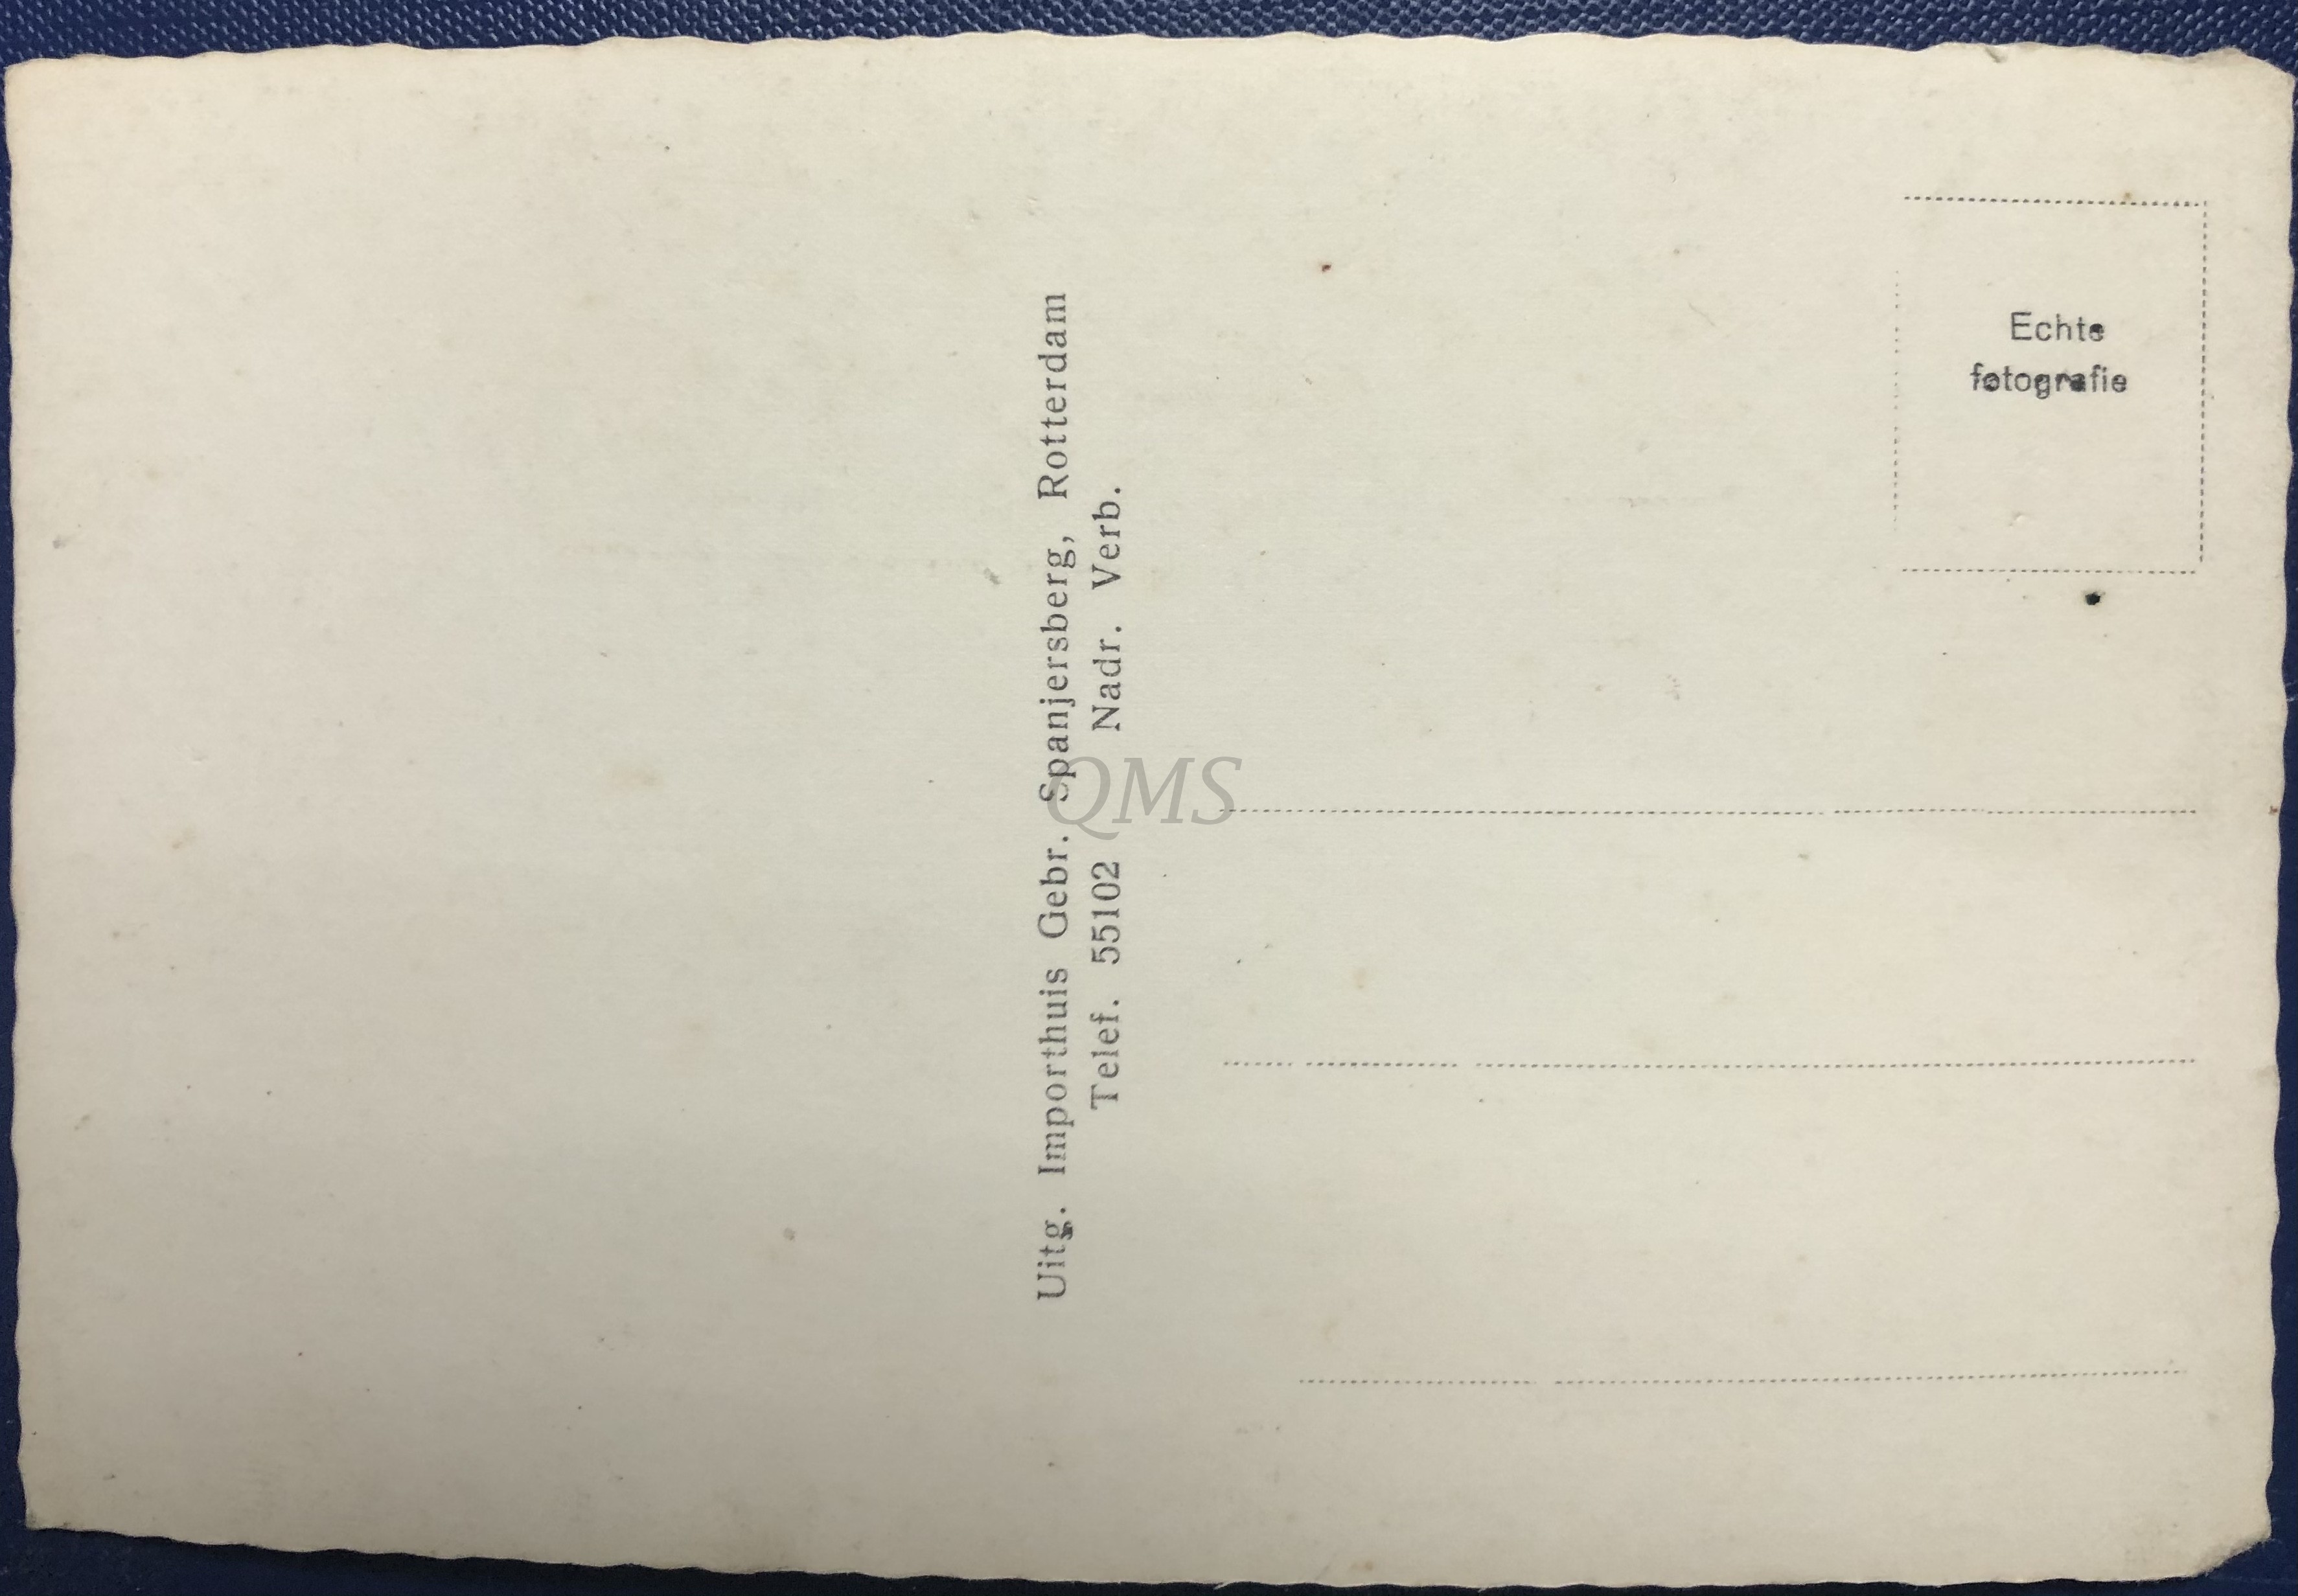 Echte
fotografie
Uitg. Importhuis Gebr. Spanjersberg, Rotterdam
Telef. 55102 Nadr. Verb.
QMS